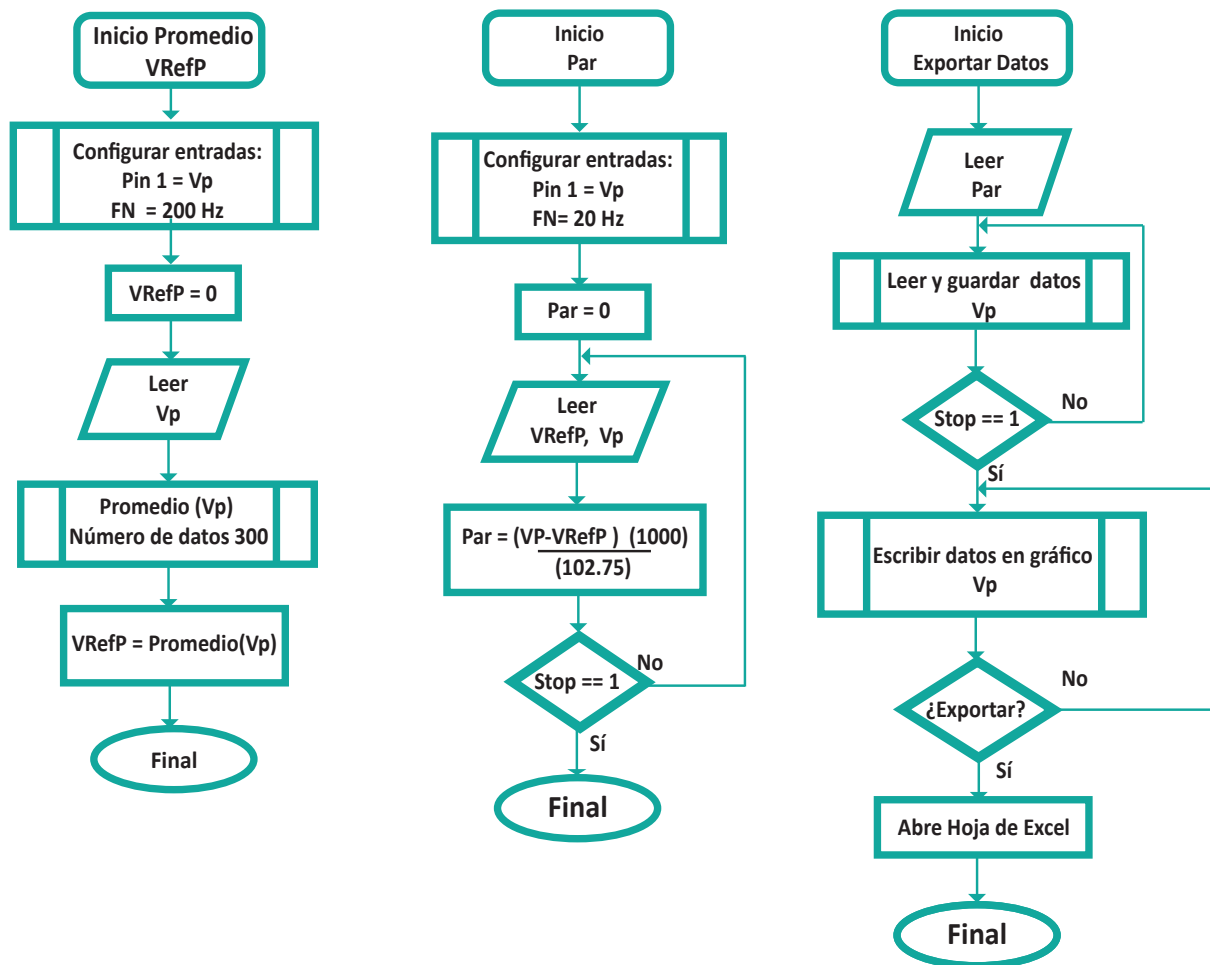 Inicio Promedio
VRefP
Configurar entradas:
Pin 1 = Vp
FN = 200 Hz
VRefP = 0
Leer
Vp
Promedio (Vp)
Número de datos 300
VRefP = Promedio(Vp)
Final
Inicio
Par
Configurar entradas:
Pin 1 = Vp
FN= 20 Hz
Par = 0
Leer
VRefP, Vp
Par = (VP-VRefP ) (1000)
(102.75)
Stop == 1
No
Sí
Final
Inicio
Exportar Datos
Leer
Par
Leer y guardar datos
Vp
Stop == 1
No
Sí
Escribir datos en gráfico
Vp
¿Exportar?
No
Sí
Abre Hoja de Excel
Final